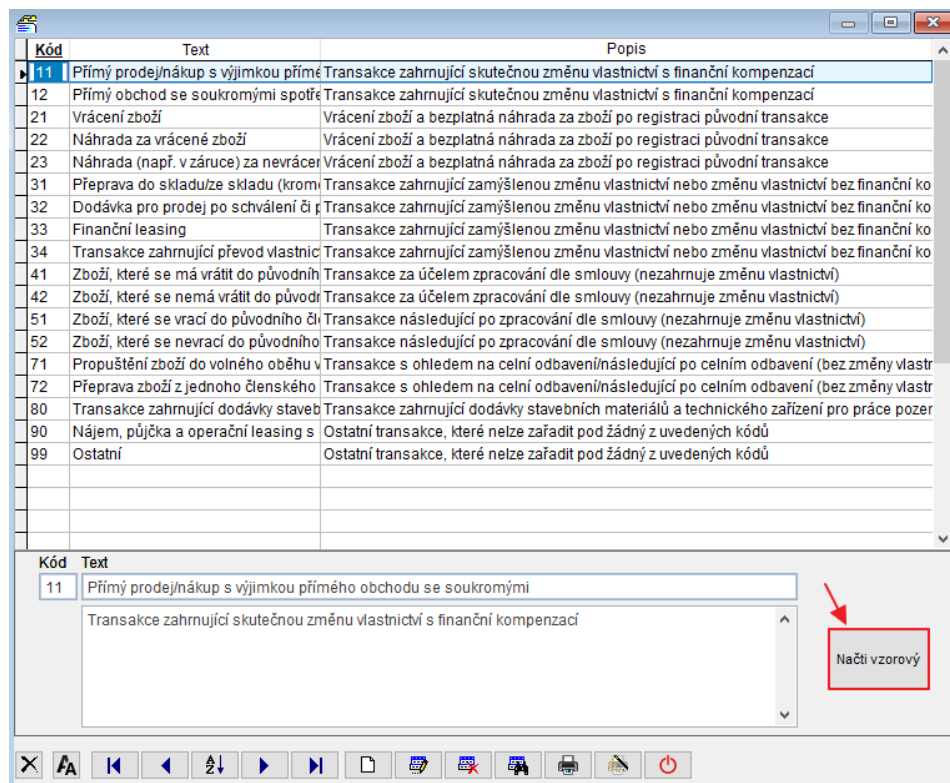 Kód Text Popis
11 Přímý prodej/nákup s výjimkou přímé Transakce zahrnující skutečnou změnu vlastnictví s finanční kompenzací
12 Přímý obchod se soukromými spotře Transakce zahrnující skutečnou změnu vlastnictví s finanční kompenzací
21 Vrácení zboží Vrácení zboží a bezplatná náhrada za zboží po registraci původní transakce
22 Náhrada za vrácené zboží Vrácení zboží a bezplatná náhrada za zboží po registraci původní transakce
23 Náhrada (např. v záruce) za nevrácer Vrácení zboží a bezplatná náhrada za zboží po registraci původní transakce
31 Přeprava do skladu/ze skladu (krom Transakce zahrnující zamýšlenou změnu vlastnictví nebo změnu vlastnictví bez finanční ko
32 Dodávka pro prodej po schválení či p Transakce zahrnující zamýšlenou změnu vlastnictví nebo změnu vlastnictví bez finanční ko
33 Finanční leasing Transakce zahrnující zamýšlenou změnu vlastnictví nebo změnu vlastnictví bez finanční ko
34 Transakce zahrnující převod vlastnic Transakce zahrnující zamýšlenou změnu vlastnictví nebo změnu vlastnictví bez finanční ko
41 Zboží, které se má vrátit do původníh Transakce za účelem zpracování dle smlouvy (nezahrnuje změnu vlastnictví)
42 Zboží, které se nemá vrátit do původr Transakce za účelem zpracování dle smlouvy (nezahrnuje změnu vlastnictví)
51 Zboží, které se vrací do původního čl Transakce následující po zpracování dle smlouvy (nezahrnuje změnu vlastnictví)
52 Zboží, které se nevrací do původního Transakce následující po zpracování dle smlouvy (nezahrnuje změnu vlastnictví)
71 Propuštění zboží do volného oběhu v Transakce s ohledem na celní odbavení/následující po celním odbavení (bez změny vlastr
72 Přeprava zboží z jednoho členského Transakce s ohledem na celní odbavení/následující po celním odbavení (bez změny vlastr
80 Transakce zahrnující dodávky staveb Transakce zahrnující dodávky stavebních materiálů a technického zařízení pro práce pozer
90 Nájem, půjčka a operační leasing s Ostatní transakce, které nelze zařadit pod žádný z uvedených kódů
99 Ostatní Ostatní transakce, které nelze zařadit pod žádný z uvedených kódů
Kód Text
11 Přímý prodej/nákup s výjimkou přímého obchodu se soukromými
Transakce zahrnující skutečnou změnu vlastnictví s finanční kompenzací
Načti vzorový